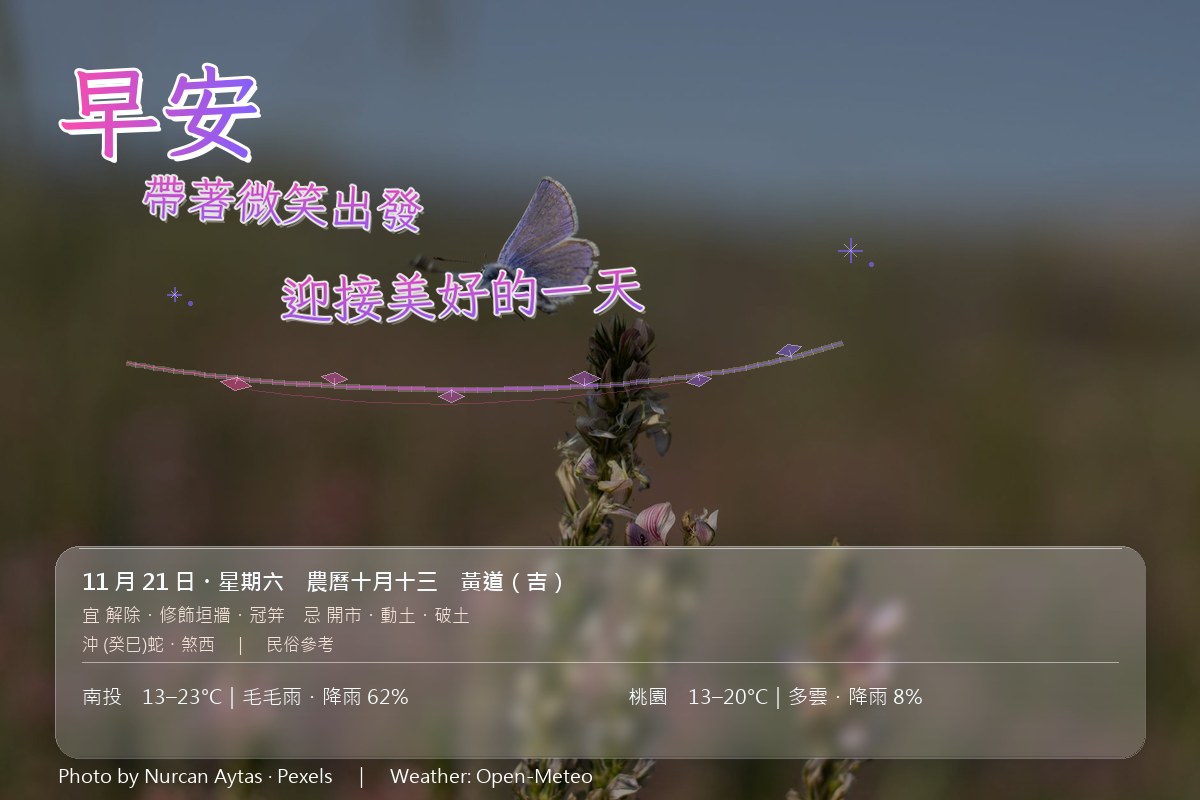 早安
帶著微笑出發
迎接美好的一天
11 月 21 日・星期六　農曆十月十三　黃道（吉）
宜 解除・修飾垣牆・冠笄　忌 開市・動土・破土
沖 (癸巳)蛇・煞西　|　民俗參考
南投　13–23°C | 毛毛雨・降雨 62%
桃園　13–20°C | 多雲・降雨 8%
Photo by Nurcan Aytas · Pexels　|　Weather: Open-Meteo